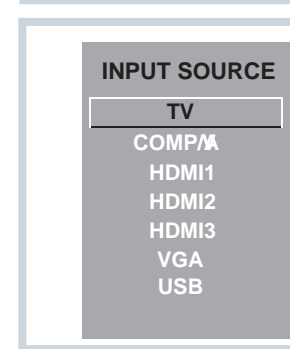 INPUT SOURCE
TV
COMP/AV
HDMI1
HDMI2
HDMI3
VGA
USB